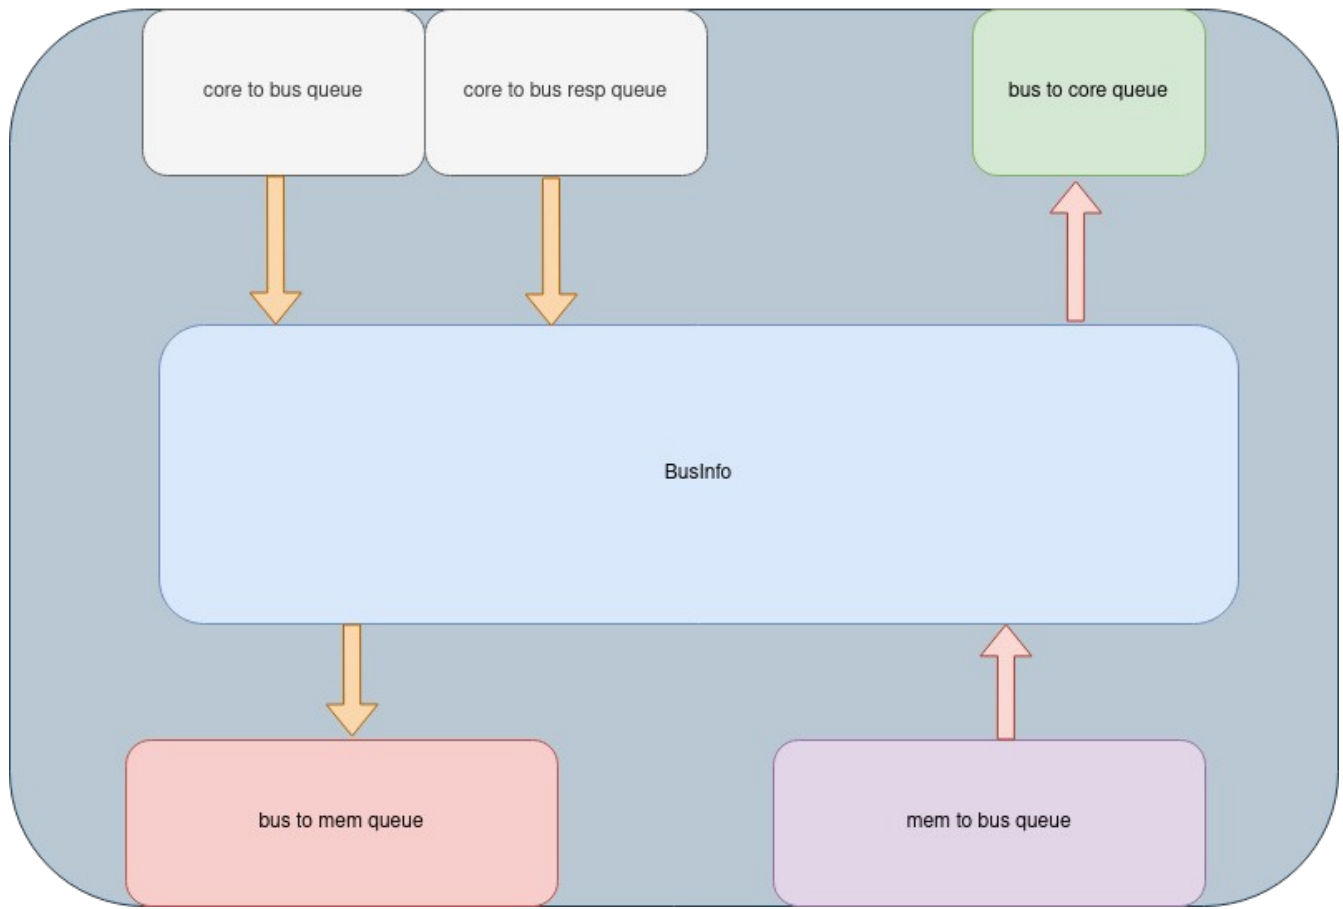 core to bus queue
core to bus resp queue
bus to core queue
BusInfo
bus to mem queue
mem to bus queue